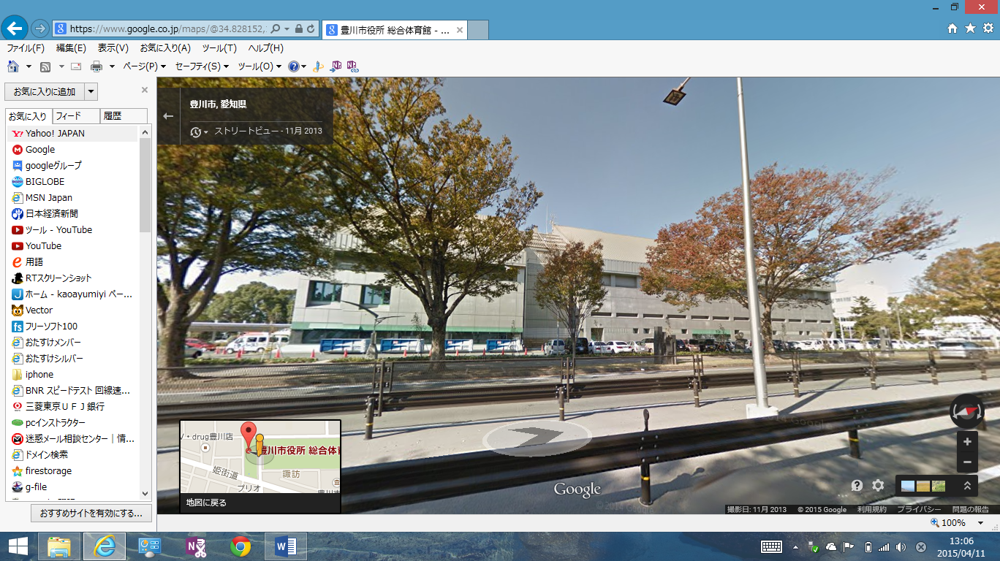 https://www.google.co.jp/maps/@34.828152,
豊川市役所 総合体育館 - ...
ファイル(F) 編集(E) 表示(V) お気に入り(A) ツール(T) ヘルプ(H)
ページ(P) セーフティ(S) ツール(O)
お気に入りに追加
お気に入り フィード 履歴
Yahoo! JAPAN
Google
googleグループ
BIGLOBE
MSN Japan
日本経済新聞
ツール - YouTube
YouTube
用語
RTスクリーンショット
ホーム - kaoayumiyi ペー...
Vector
フリーソフト100
おたすけメンバー
おたすけシルバー
iphone
BNR スピードテスト 回線速...
三菱東京UFJ銀行
pcインストラクター
迷惑メール相談センター｜情...
ドメイン検索
firestorage
g-file
おすすめサイトを有効にする...
豊川市, 愛知県
ストリートビュー - 11月 2013
・drug豊川店
豊川市役所 総合体育
姫街道
諏訪
プリオ
地図に戻る
Google
撮影日: 11月 2013 © 2015 Google 利用規約 プライバシー 問題の報告
100%
13:06
2015/04/11